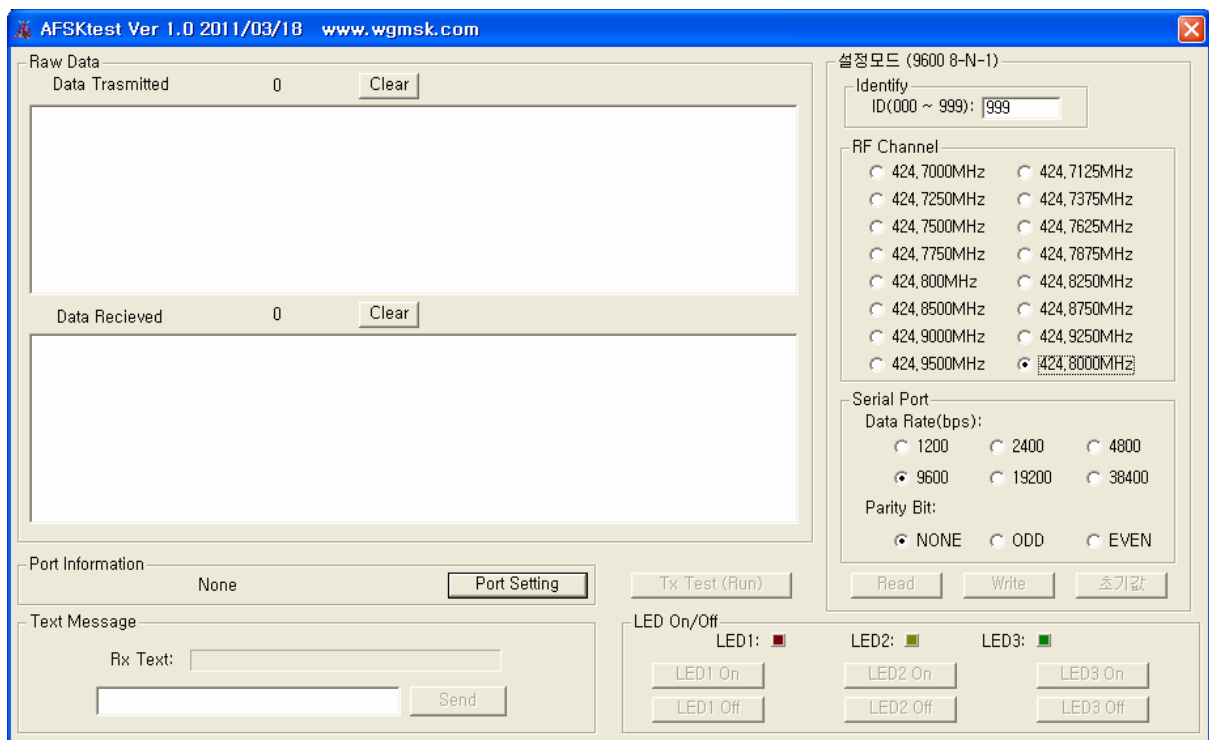 AFSKtest Ver 1.0 2011/03/18 www.wgmsk.com
Raw Data
Data Trasmitted 0 Clear
Data Recieved 0 Clear
Port Information
None Port Setting
Tx Test (Run)
Text Message
Rx Text:
Send
설정모드 (9600 8-N-1)
Identify
ID(000 ~ 999): 999
RF Channel
424,7000MHz 424,7125MHz
424,7250MHz 424,7375MHz
424,7500MHz 424,7625MHz
424,7750MHz 424,7875MHz
424,800MHz 424,8250MHz
424,8500MHz 424,8750MHz
424,9000MHz 424,9250MHz
424,9500MHz 424,8000MHz
Serial Port
Data Rate(bps):
1200 2400 4800
9600 19200 38400
Parity Bit:
NONE ODD EVEN
Read Write 초기값
LED On/Off
LED1: LED2: LED3:
LED1 On LED2 On LED3 On
LED1 Off LED2 Off LED3 Off